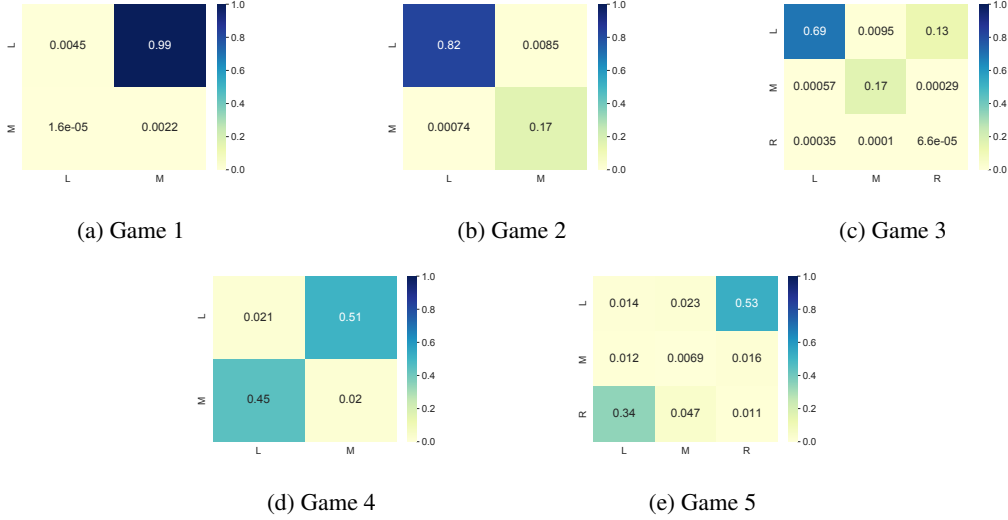 L 0.0045 0.99
M 1.6e-05 0.0022
L M
1.0
0.8
0.6
0.4
0.2
0.0
(a) Game 1
L 0.82 0.0085
M 0.00074 0.17
L M
1.0
0.8
0.6
0.4
0.2
0.0
(b) Game 2
L 0.69 0.0095 0.13
M 0.00057 0.17 0.00029
R 0.00035 0.0001 6.6e-05
L M R
1.0
0.8
0.6
0.4
0.2
0.0
(c) Game 3
L 0.021 0.51
M 0.45 0.02
L M
1.0
0.8
0.6
0.4
0.2
0.0
(d) Game 4
L 0.014 0.023 0.53
M 0.012 0.0069 0.016
R 0.34 0.047 0.011
L M R
1.0
0.8
0.6
0.4
0.2
0.0
(e) Game 5